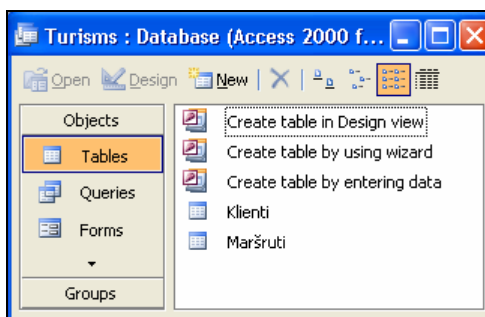 Turisms : Database (Access 2000 f...
Open Design New
Objects
Tables
Queries
Forms
Groups
Create table in Design view
Create table by using wizard
Create table by entering data
Klienti
Maršruti